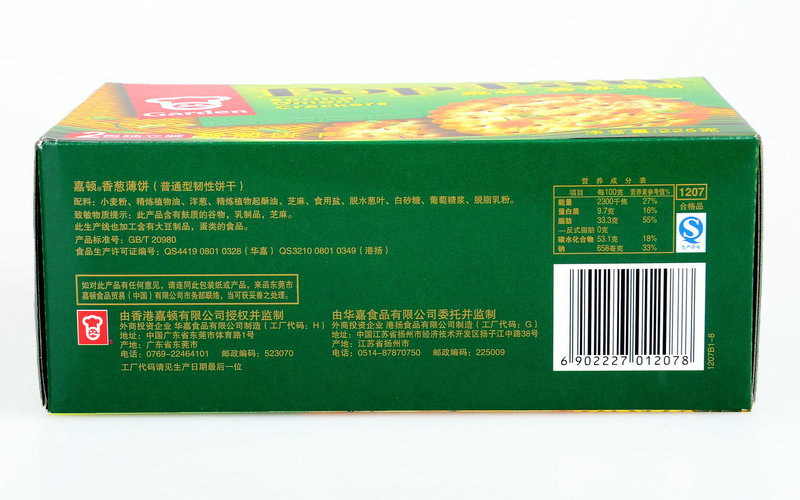 Garden
2包独立装
净含量:225克
嘉顿®香葱薄饼(普通型韧性饼干)
配料: 小麦粉、精炼植物油、洋葱、精炼植物起酥油、芝麻、食用盐、脱水葱叶、白砂糖、葡萄糖浆、脱脂乳粉。
致敏物质提示: 此产品含有麸质的谷物, 乳制品, 芝麻。
此生产线也加工含有大豆制品, 蛋类的食品。
产品标准号: GB/T 20980
食品生产许可证编号: QS4419 0801 0328 (华嘉) QS3210 0801 0349 (港扬)
如对此产品有任何意见, 请连同此包装纸或产品, 来函东莞市
嘉顿食品贸易(中国)有限公司市务部联络, 当可获妥善之处理。
由香港嘉顿有限公司授权并监制
外商投资企业 华嘉食品有限公司制造(工厂代码: H)
地址: 中国广东省东莞市体育路1号
产地: 广东省东莞市
电话: 0769-22464101 邮政编码: 523070
工厂代码请见生产日期最后一位
由华嘉食品有限公司委托并监制
外商投资企业 港扬食品有限公司制造(工厂代码: G)
地址: 中国江苏省扬州市经济技术开发区扬子江中路38号
产地: 江苏省扬州市
电话: 0514-87870750 邮政编码: 225009
营养成分表
项目 每100克 营养素参考值%
能量 2300千焦 27%
蛋白质 9.7克 16%
脂肪 33.3克 55%
—反式脂肪 0克
碳水化合物 53.1克 18%
钠 658毫克 33%
1207
合格品
生产许可
6 902227 012078
1207B1-8